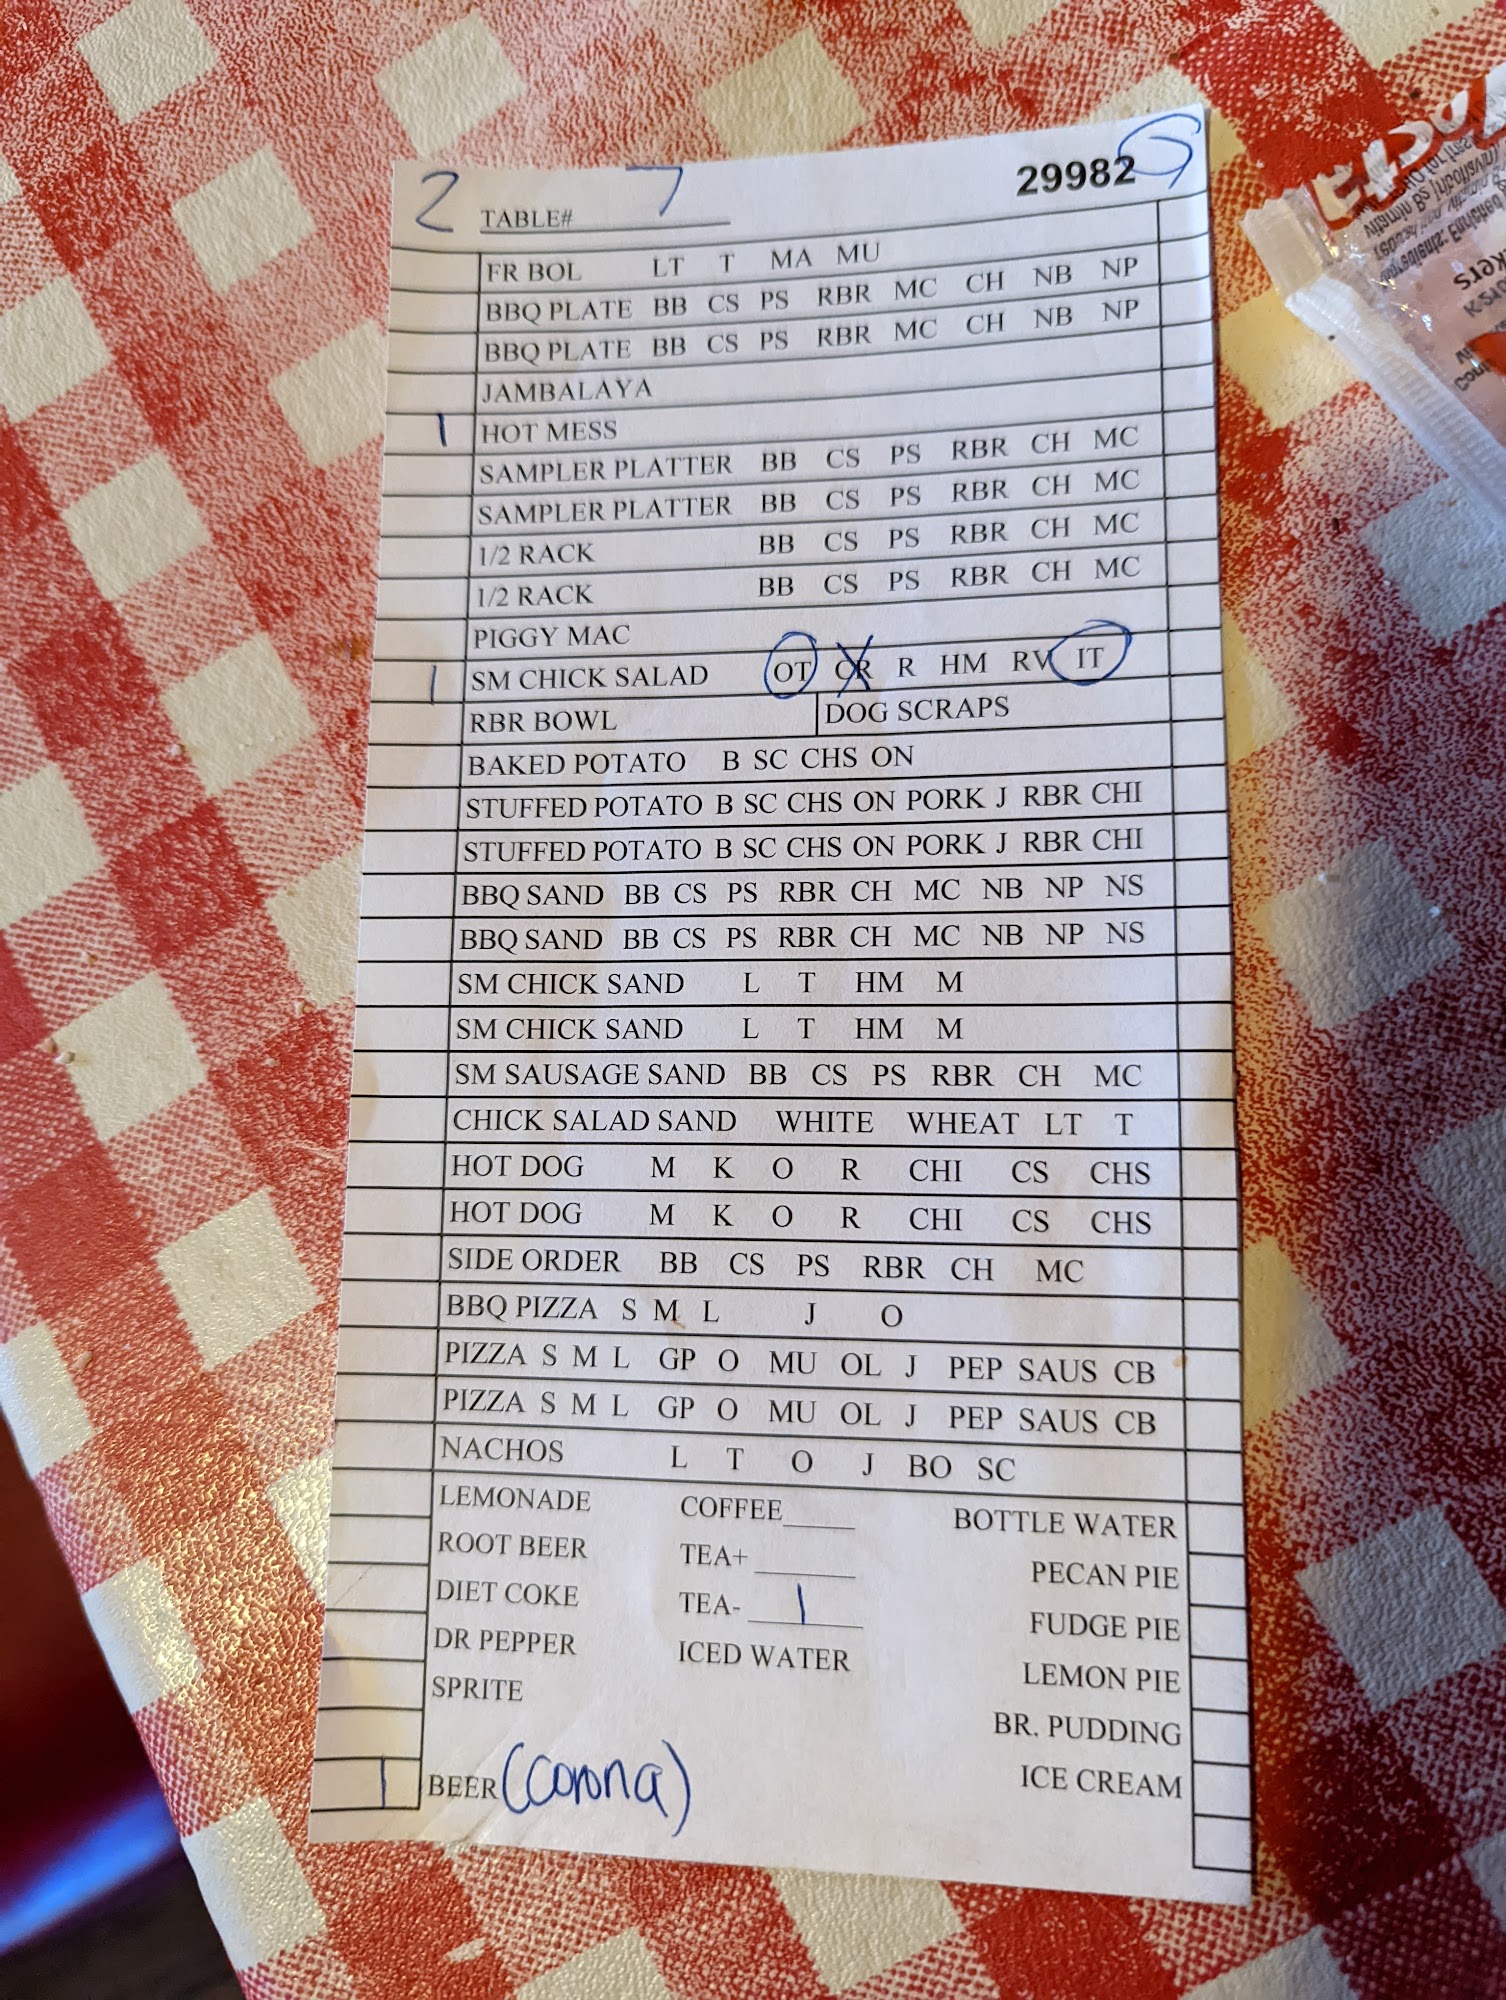 2 TABLE# 7 29982 S
FR BOL LT T MA MU
BBQ PLATE BB CS PS RBR MC CH NB NP
BBQ PLATE BB CS PS RBR MC CH NB NP
JAMBALAYA
1 HOT MESS
SAMPLER PLATTER BB CS PS RBR CH MC
SAMPLER PLATTER BB CS PS RBR CH MC
1/2 RACK BB CS PS RBR CH MC
1/2 RACK BB CS PS RBR CH MC
PIGGY MAC
1 SM CHICK SALAD OT CR R HM RV IT
RBR BOWL DOG SCRAPS
BAKED POTATO B SC CHS ON
STUFFED POTATO B SC CHS ON PORK J RBR CHI
STUFFED POTATO B SC CHS ON PORK J RBR CHI
BBQ SAND BB CS PS RBR CH MC NB NP NS
BBQ SAND BB CS PS RBR CH MC NB NP NS
SM CHICK SAND L T HM M
SM CHICK SAND L T HM M
SM SAUSAGE SAND BB CS PS RBR CH MC
CHICK SALAD SAND WHITE WHEAT LT T
HOT DOG M K O R CHI CS CHS
HOT DOG M K O R CHI CS CHS
SIDE ORDER BB CS PS RBR CH MC
BBQ PIZZA S M L J O
PIZZA S M L GP O MU OL J PEP SAUS CB
PIZZA S M L GP O MU OL J PEP SAUS CB
NACHOS L T O J BO SC
LEMONADE COFFEE BOTTLE WATER
ROOT BEER TEA+ PECAN PIE
DIET COKE TEA- 1 FUDGE PIE
DR PEPPER ICED WATER LEMON PIE
SPRITE BR. PUDDING
1 BEER (Corona) ICE CREAM